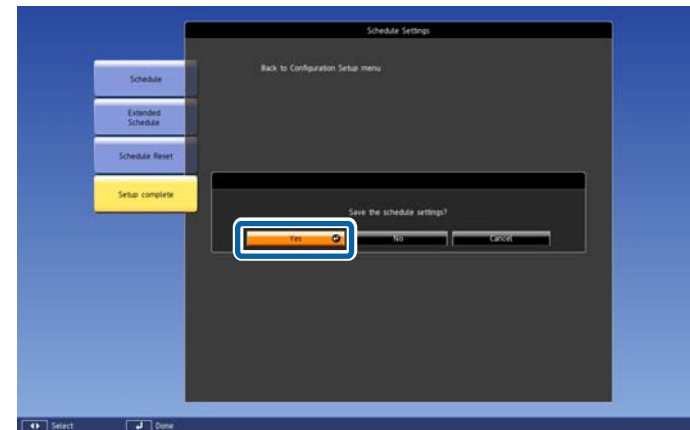 Schedule Settings
Back to Configuration Setup menu
Schedule
Extended
Schedule
Schedule Reset
Setup complete
Save the schedule settings?
Yes
No
Cancel
Select
Done